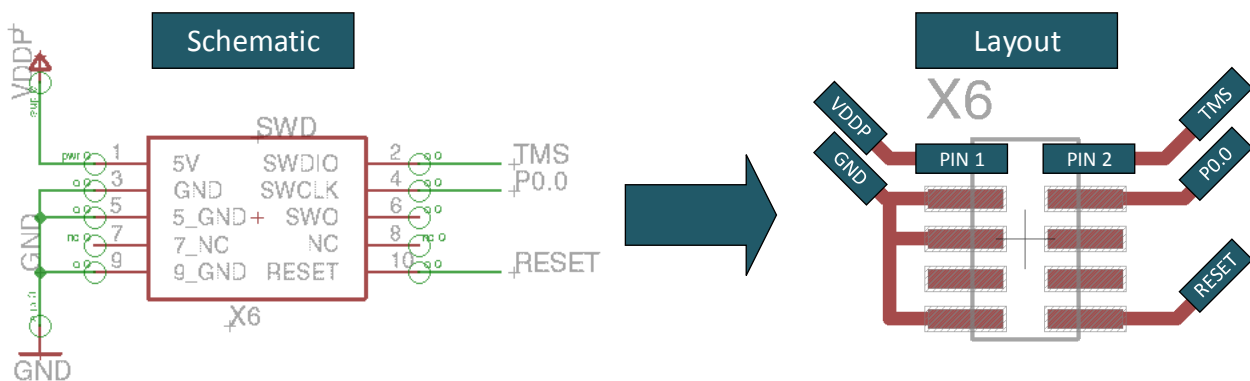 Schematic
Layout
VDDP
SWD
1 5V SWDIO 2 TMS
3 GND SWCLK 4 P0.0
5 5_GND SWO 6
7 7_NC NC 8
9 9_GND RESET 10 RESET
GND
X6
GND
X6
VDDP
GND
PIN 1
PIN 2
TMS
P0.0
RESET